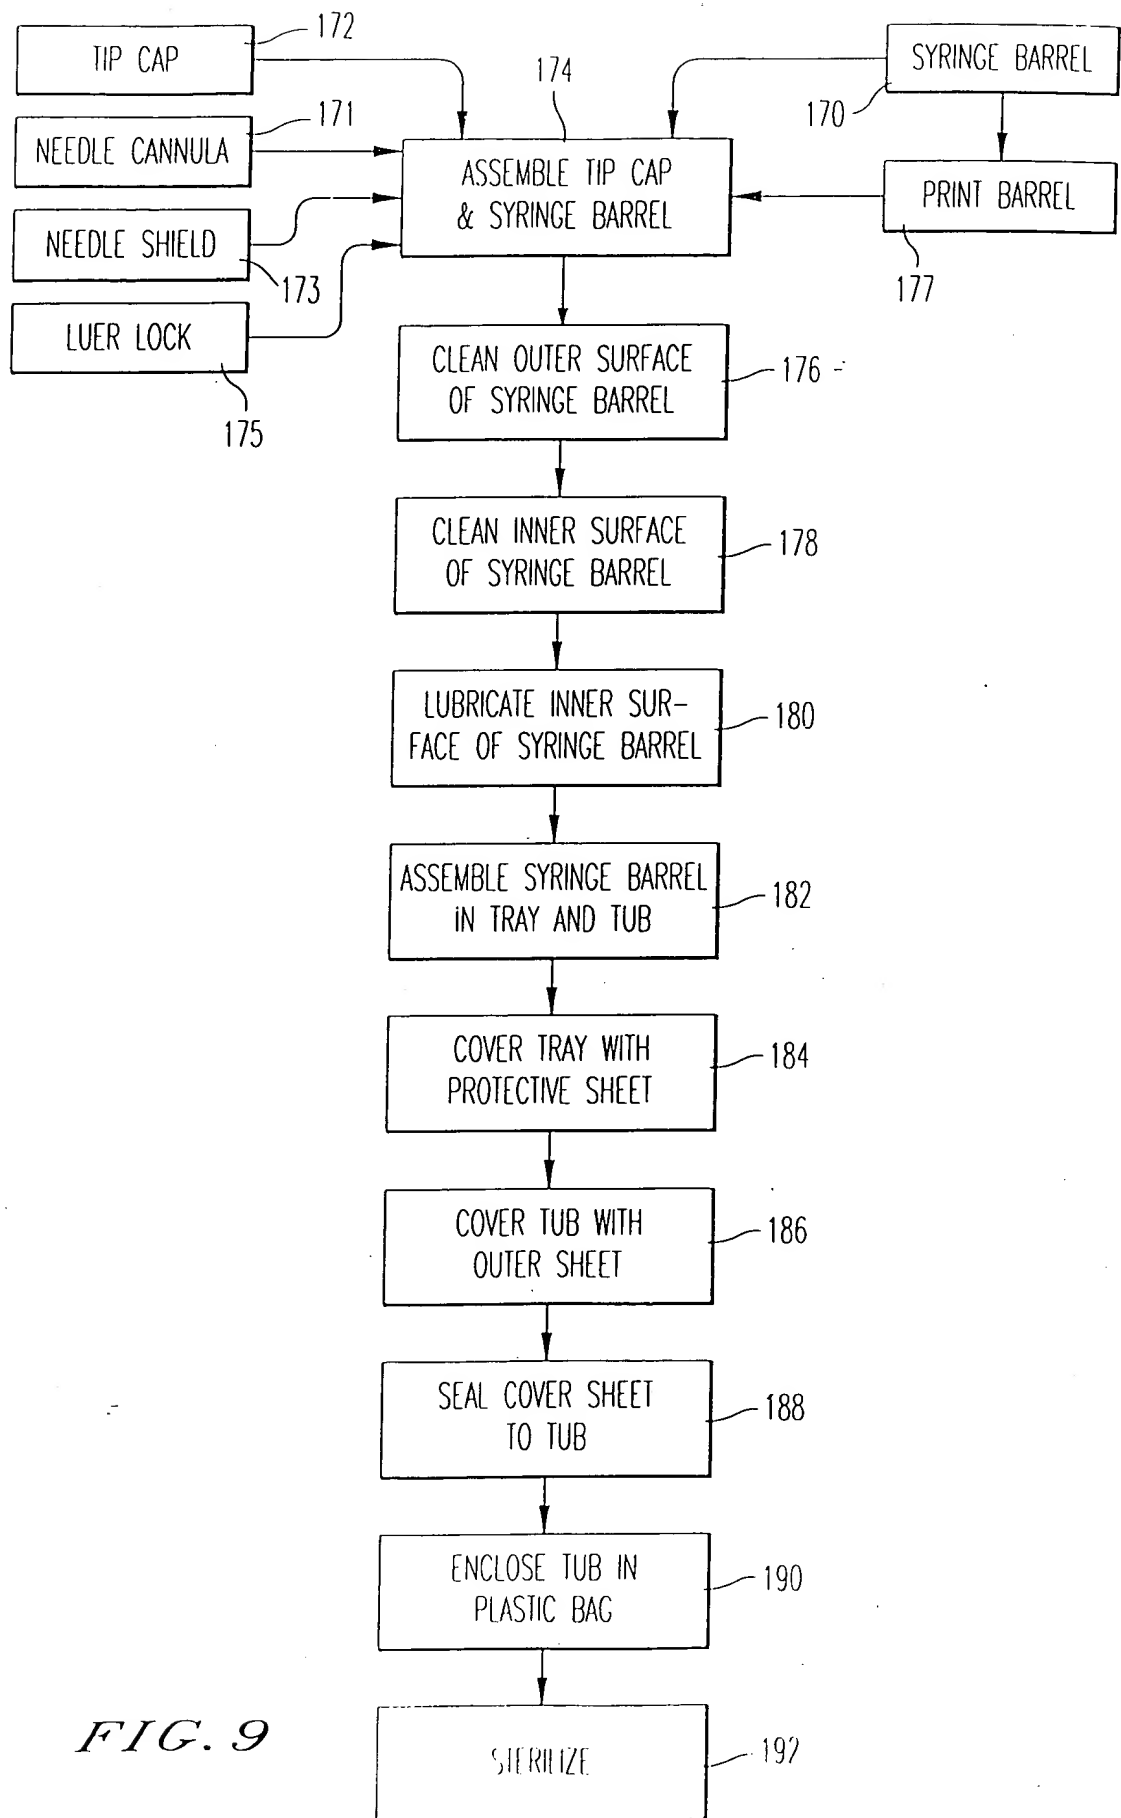 172
TIP CAP
174
SYRINGE BARREL
170
171
NEEDLE CANNULA
ASSEMBLE TIP CAP
& SYRINGE BARREL
PRINT BARREL
177
NEEDLE SHIELD
173
LUER LOCK
175
CLEAN OUTER SURFACE
OF SYRINGE BARREL
176
CLEAN INNER SURFACE
OF SYRINGE BARREL
178
LUBRICATE INNER SUR-
FACE OF SYRINGE BARREL
180
ASSEMBLE SYRINGE BARREL
IN TRAY AND TUB
182
COVER TRAY WITH
PROTECTIVE SHEET
184
COVER TUB WITH
OUTER SHEET
186
SEAL COVER SHEET
TO TUB
188
ENCLOSE TUB IN
PLASTIC BAG
190
STERILIZE
192
FIG. 9